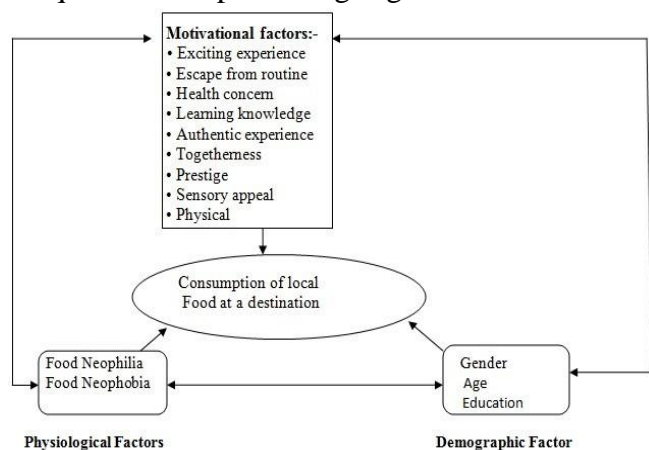 Motivational factors:-
• Exciting experience
• Escape from routine
• Health concern
• Learning knowledge
• Authentic experience
• Togetherness
• Prestige
• Sensory appeal
• Physical
Consumption of local
Food at a destination
Food Neophilia
Food Neophobia
Gender
Age
Education
Physiological Factors
Demographic Factor